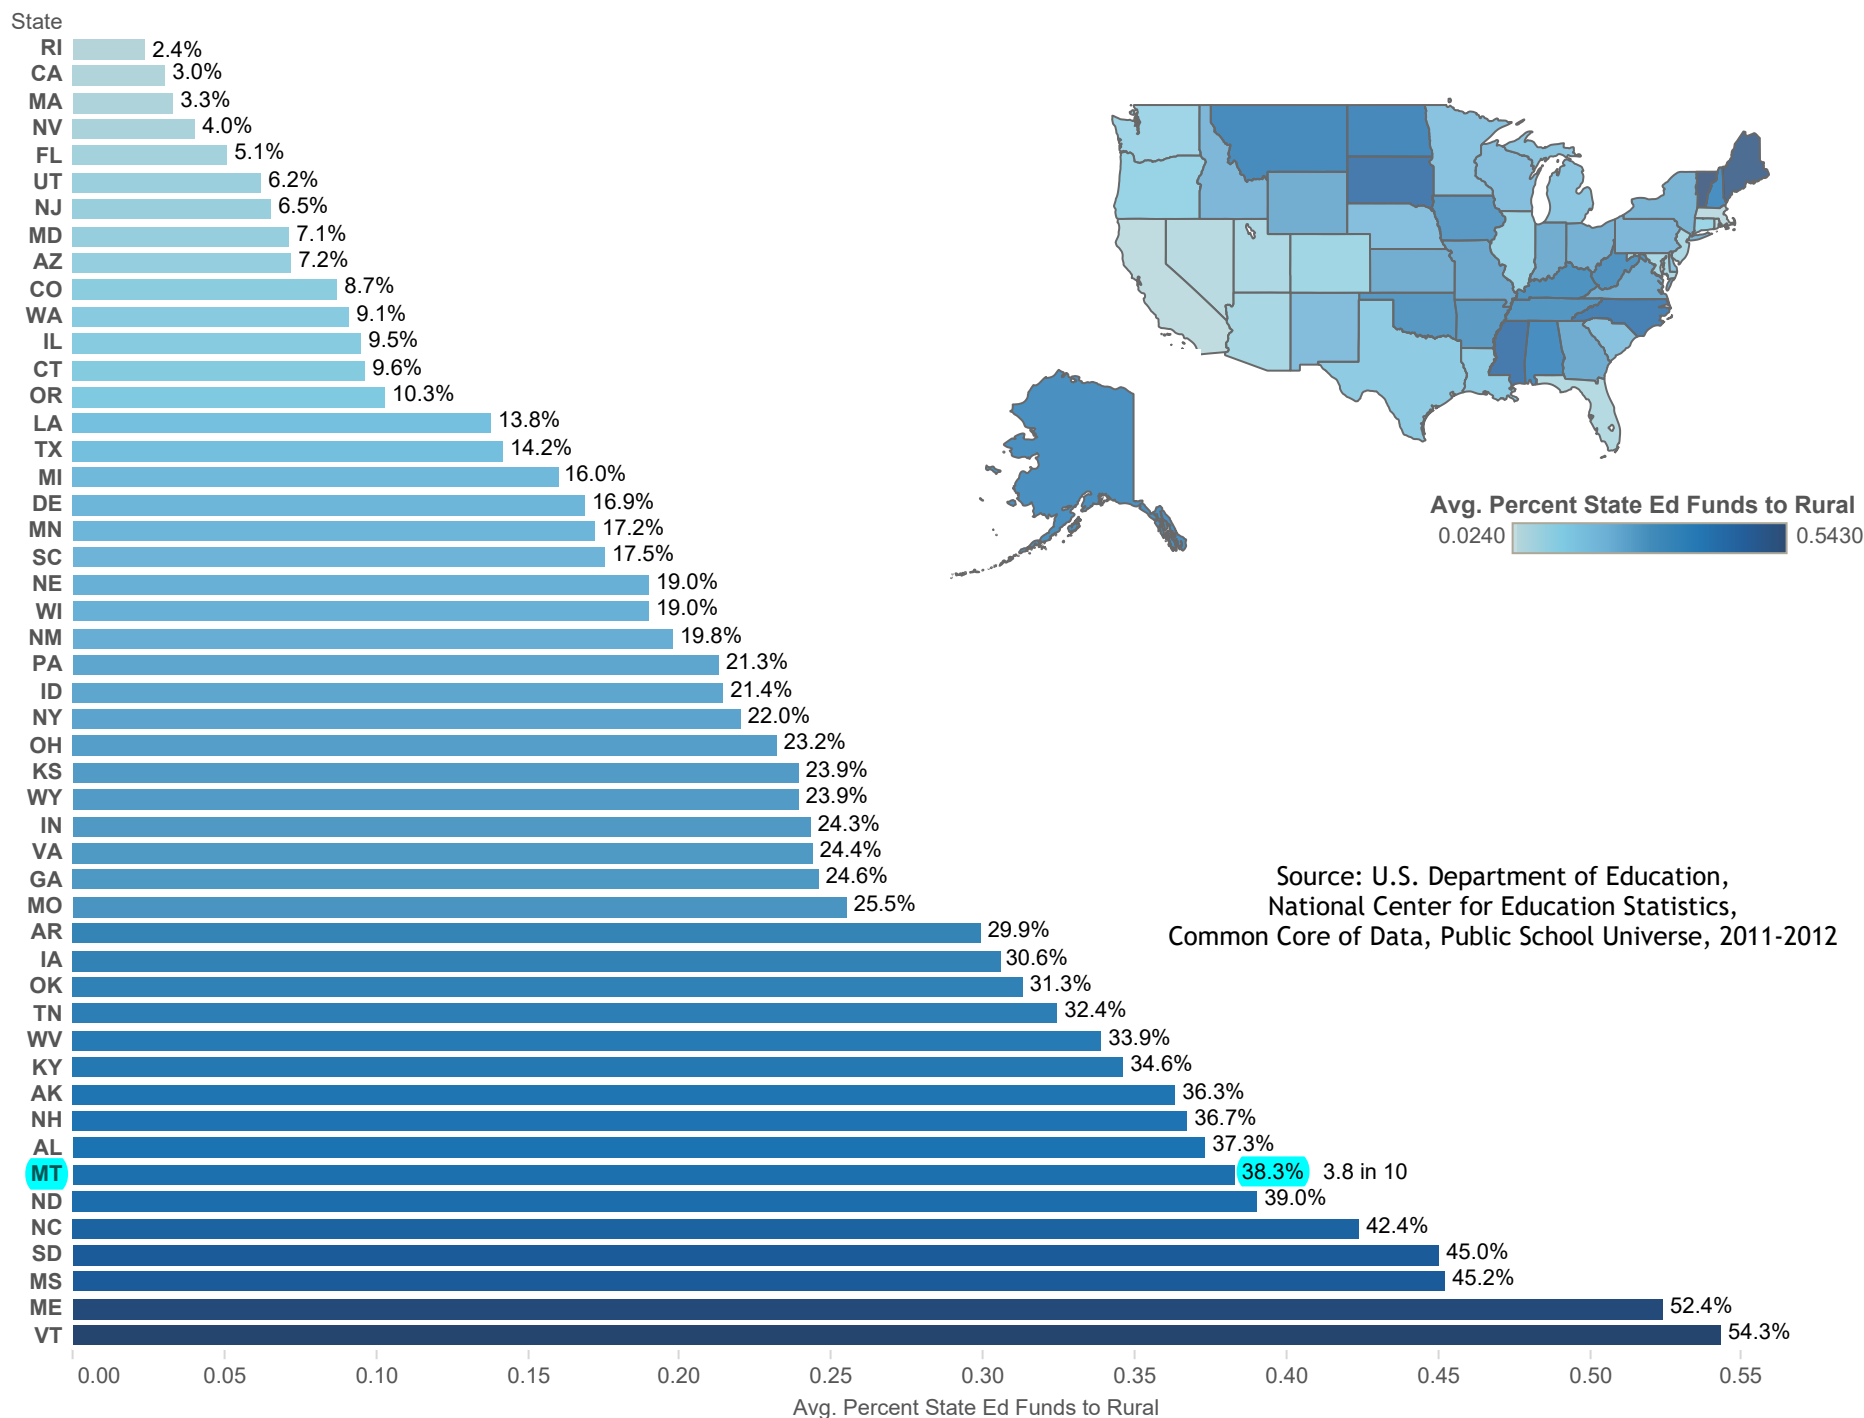 State
RI 2.4%
CA 3.0%
MA 3.3%
NV 4.0%
FL 5.1%
UT 6.2%
NJ 6.5%
MD 7.1%
AZ 7.2%
CO 8.7%
WA 9.1%
IL 9.5%
CT 9.6%
OR 10.3%
LA 13.8%
TX 14.2%
MI 16.0%
DE 16.9%
MN 17.2%
SC 17.5%
NE 19.0%
WI 19.0%
NM 19.8%
PA 21.3%
ID 21.4%
NY 22.0%
OH 23.2%
KS 23.9%
WY 23.9%
IN 24.3%
VA 24.4%
GA 24.6%
MO 25.5%
AR 29.9%
IA 30.6%
OK 31.3%
TN 32.4%
WV 33.9%
KY 34.6%
AK 36.3%
NH 36.7%
AL 37.3%
MT 38.3% 3.8 in 10
ND 39.0%
NC 42.4%
SD 45.0%
MS 45.2%
ME 52.4%
VT 54.3%
0.00 0.05 0.10 0.15 0.20 0.25 0.30 0.35 0.40 0.45 0.50 0.55
Avg. Percent State Ed Funds to Rural
Avg. Percent State Ed Funds to Rural
0.0240 0.5430
Source: U.S. Department of Education,
National Center for Education Statistics,
Common Core of Data, Public School Universe, 2011-2012